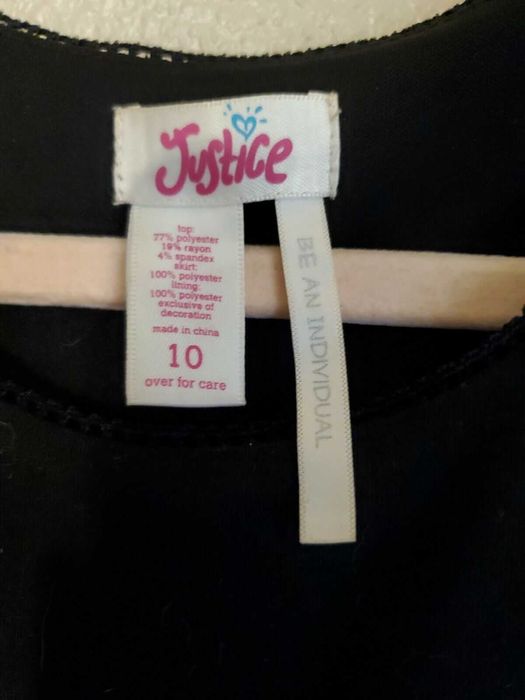 Justice
top:
77% polyester
19% rayon
4% spandex
skirt:
100% polyester
lining:
100% polyester
exclusive of
decoration
made in china
10
over for care
BE AN INDIVIDUAL